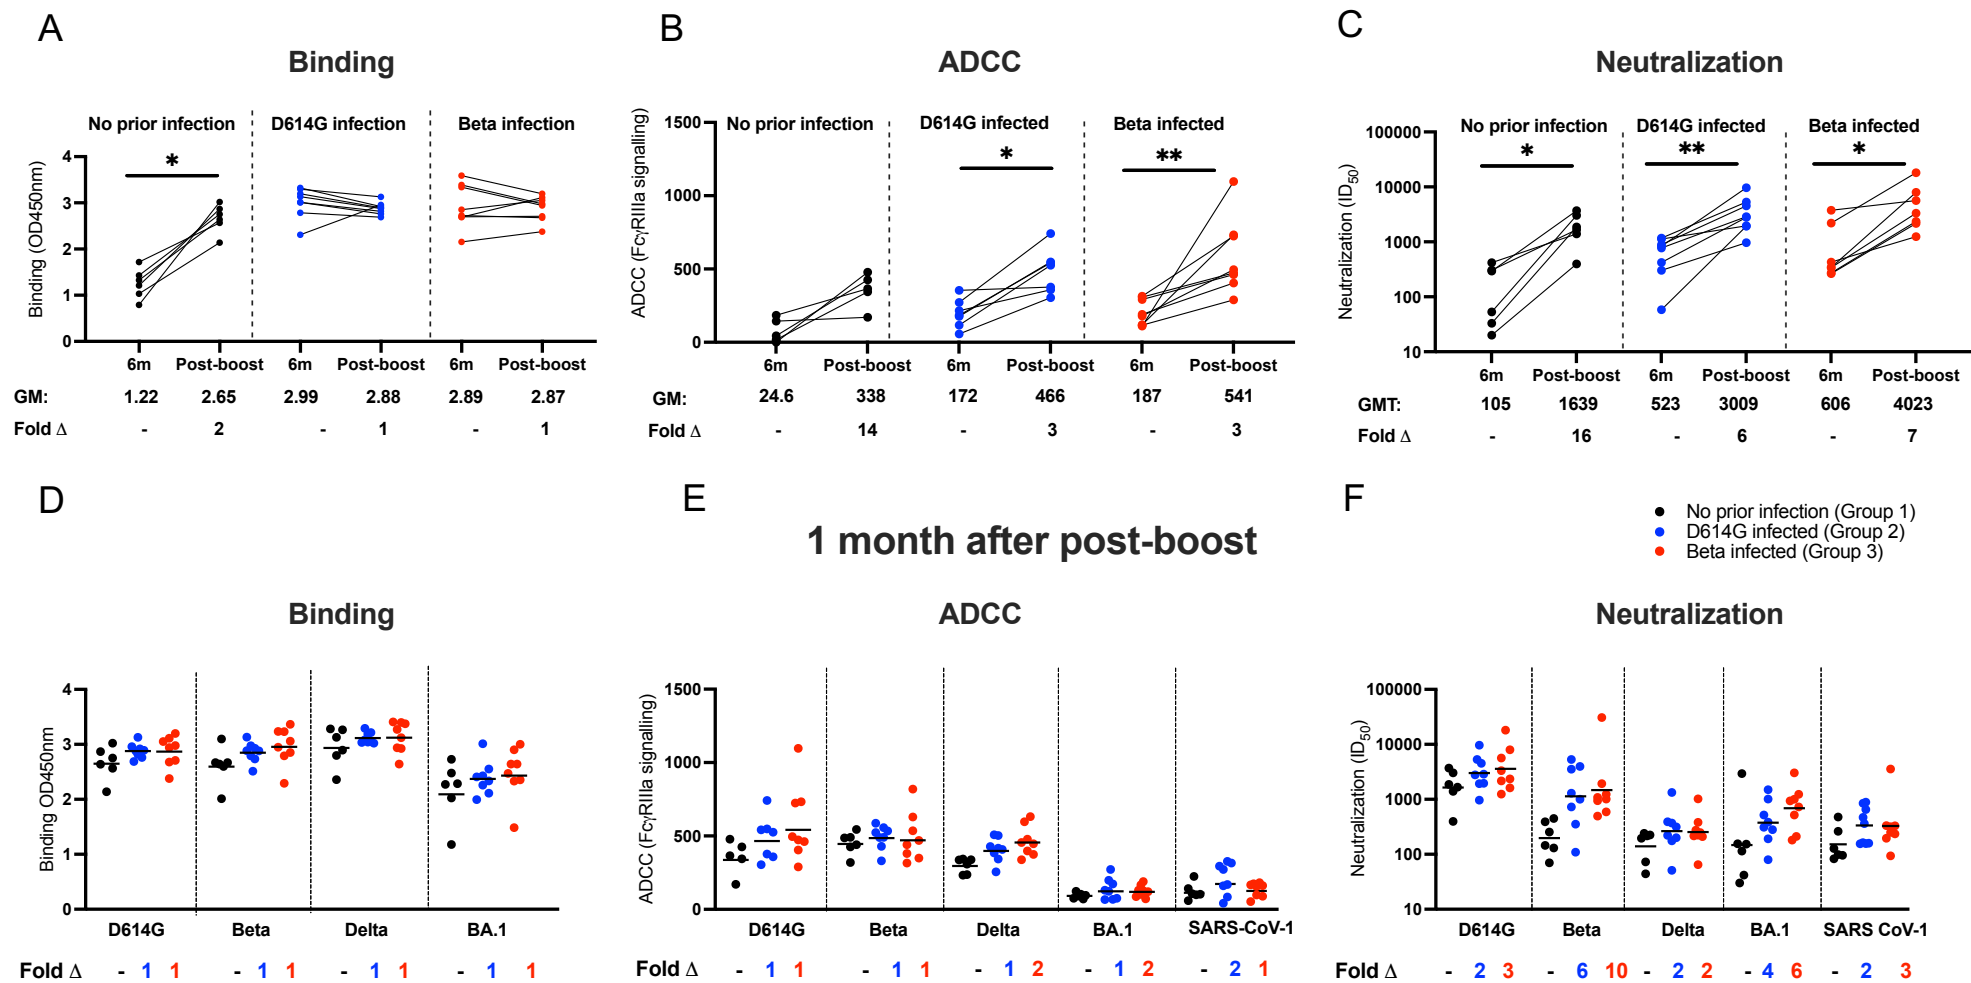 A
B
C
Binding
ADCC
Neutralization
No prior infection
D614G infection
Beta infection
*
4
3
2
1
0
Binding (OD450nm)
6m
Post-boost
6m
Post-boost
6m
Post-boost
GM:
1.22
2.65
2.99
2.88
2.89
2.87
Fold Δ
-
2
-
1
-
1
No prior infection
D614G infected
Beta infected
*
**
1500
1000
500
0
ADCC (FcγRIIIa signalling)
6m
Post-boost
6m
Post-boost
6m
Post-boost
GM:
24.6
338
172
466
187
541
Fold Δ
-
14
-
3
-
3
No prior infection
D614G infected
Beta infected
*
**
*
100000
10000
1000
100
10
Neutralization (ID50)
6m
Post-boost
6m
Post-boost
6m
Post-boost
GMT:
105
1639
523
3009
606
4023
Fold Δ
-
16
-
6
-
7
D
E
F
1 month after post-boost
No prior infection (Group 1)
D614G infected (Group 2)
Beta infected (Group 3)
Binding
ADCC
Neutralization
4
3
2
1
0
Binding OD450nm
D614G
Beta
Delta
BA.1
Fold Δ
- 1 1
- 1 1
- 1 1
- 1 1
1500
1000
500
0
ADCC (FcγRIIIa signalling)
D614G
Beta
Delta
BA.1
SARS-CoV-1
Fold Δ
- 1 1
- 1 1
- 1 2
- 1 2
- 2 1
100000
10000
1000
100
10
Neutralization (ID50)
D614G
Beta
Delta
BA.1
SARS CoV-1
Fold Δ
- 2 3
- 6 10
- 2 2
- 4 6
- 2 3